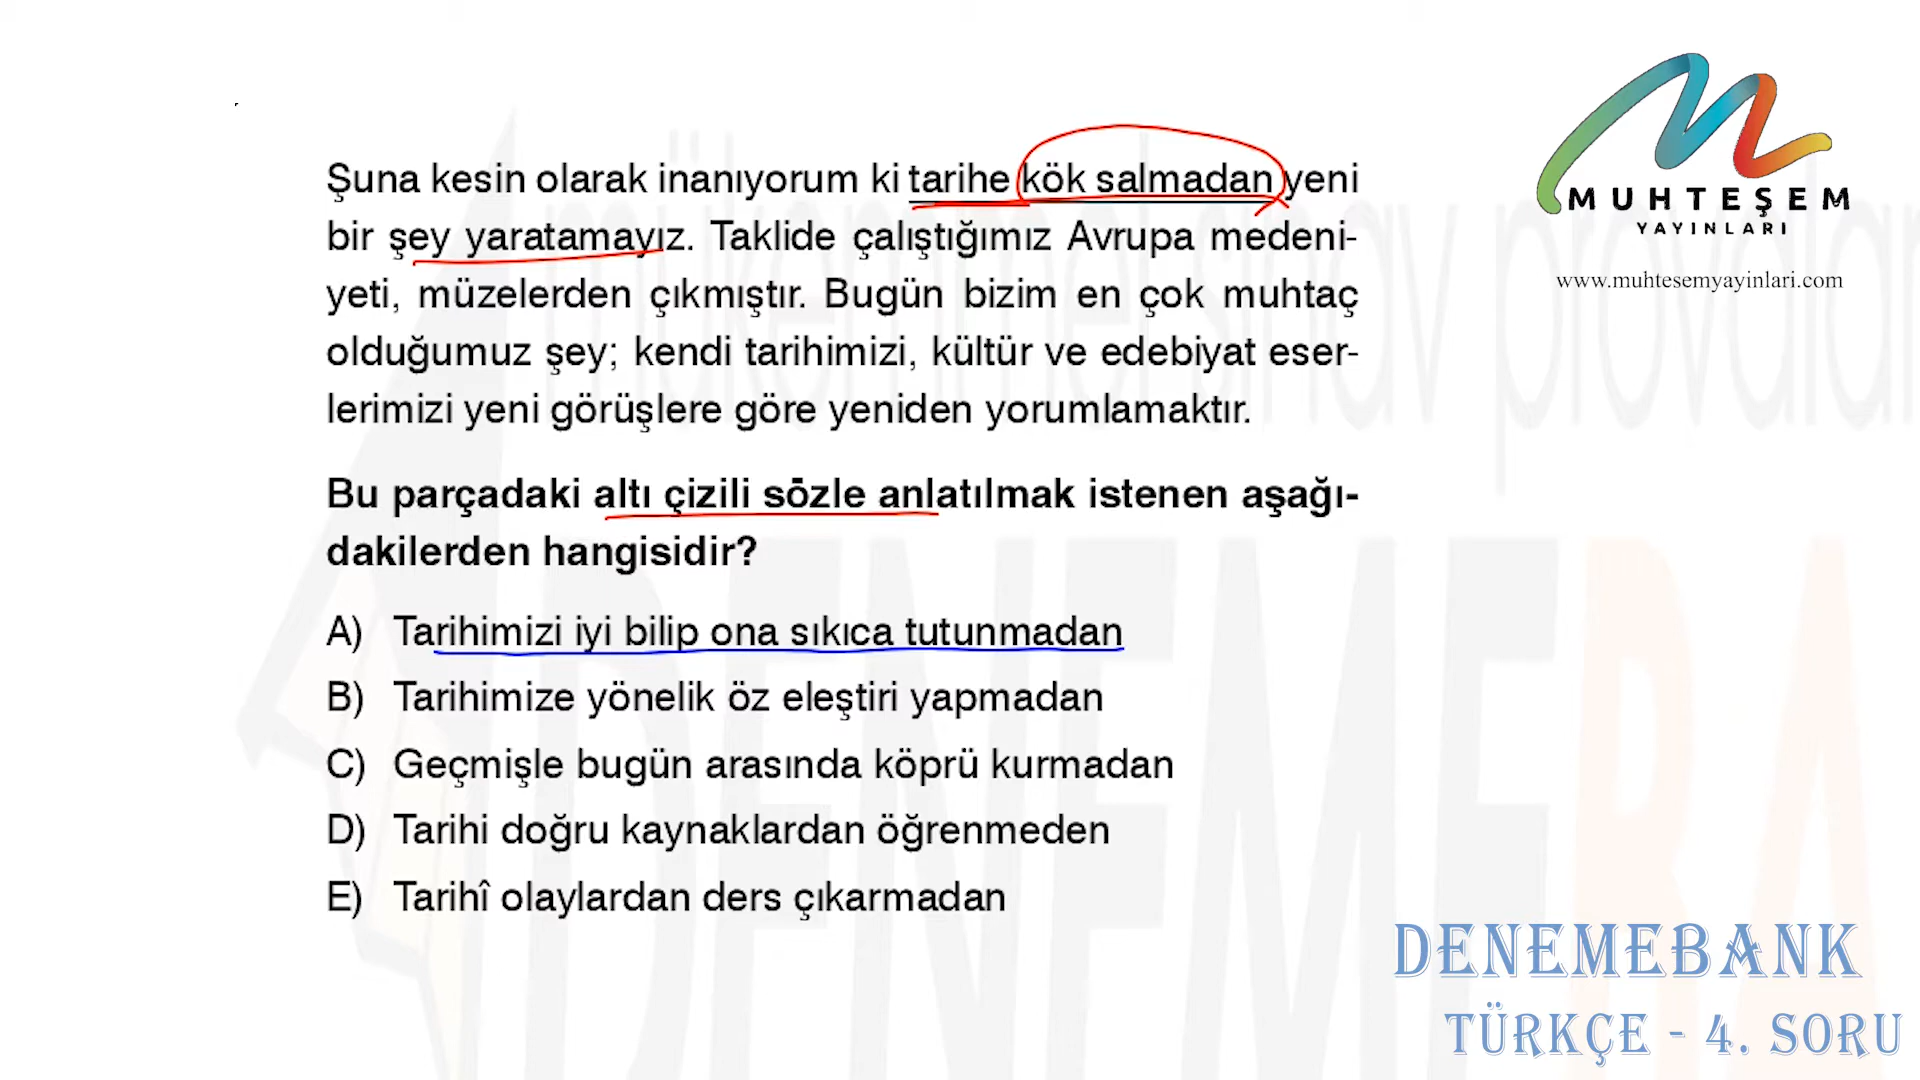 Şuna kesin olarak inanıyorum ki tarihe kök salmadan yeni
bir şey yaratamayız. Taklide çalıştığımız Avrupa medeni-
yeti, müzelerden çıkmıştır. Bugün bizim en çok muhtaç
olduğumuz şey; kendi tarihimizi, kültür ve edebiyat eser-
lerimizi yeni görüşlere göre yeniden yorumlamaktır.
Bu parçadaki altı çizili sözle anlatılmak istenen aşağı-
dakilerden hangisidir?
A) Tarihimizi iyi bilip ona sıkıca tutunmadan
B) Tarihimize yönelik öz eleştiri yapmadan
C) Geçmişle bugün arasında köprü kurmadan
D) Tarihi doğru kaynaklardan öğrenmeden
E) Tarihî olaylardan ders çıkarmadan
MUHTEŞEM
YAYINLARI
www.muhtesemyayinlari.com
mükemmel sınav provaları
DENEMEBANK
TÜRKÇE - 4. SORU